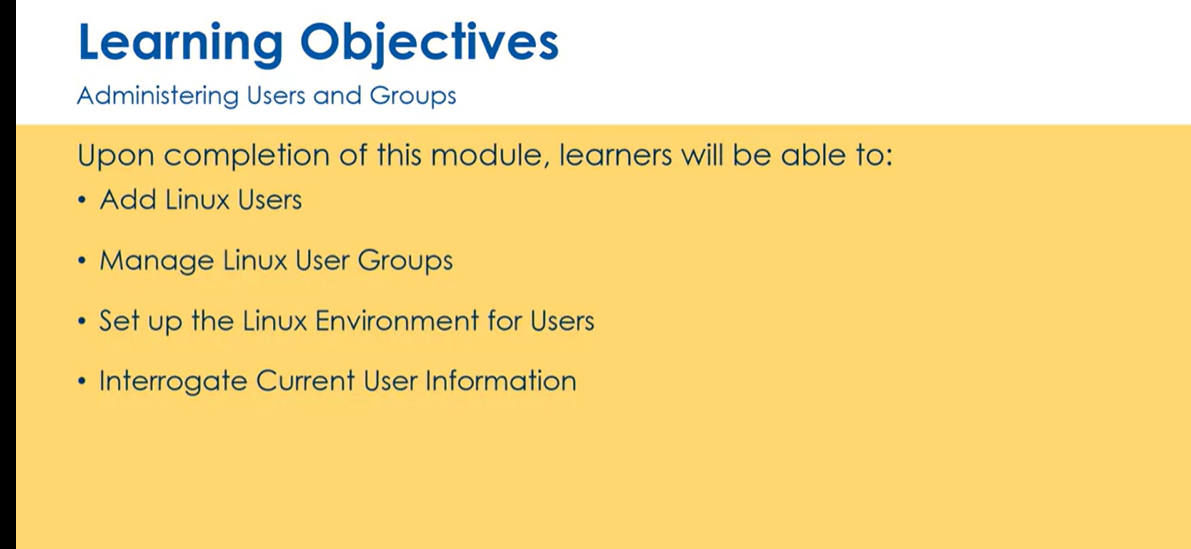 Learning Objectives
Administering Users and Groups
Upon completion of this module, learners will be able to:
• Add Linux Users
• Manage Linux User Groups
• Set up the Linux Environment for Users
• Interrogate Current User Information